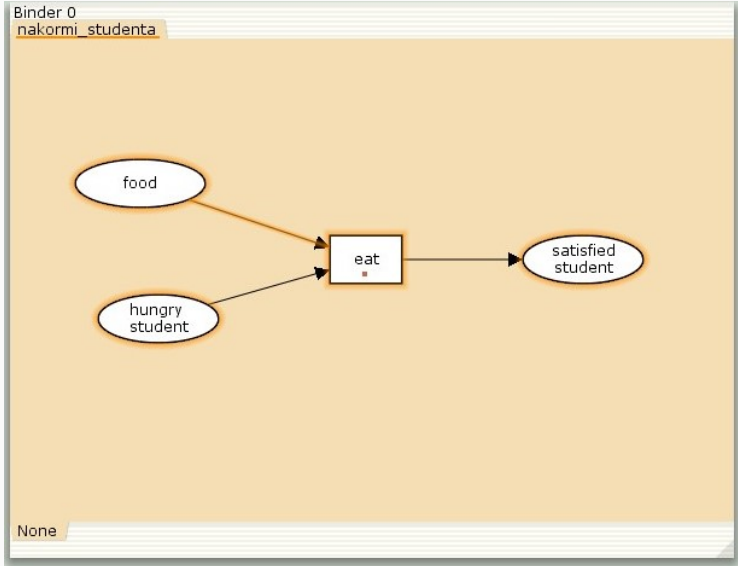 Binder 0
nakormi_studenta
food
eat
satisfied
student
hungry
student
None